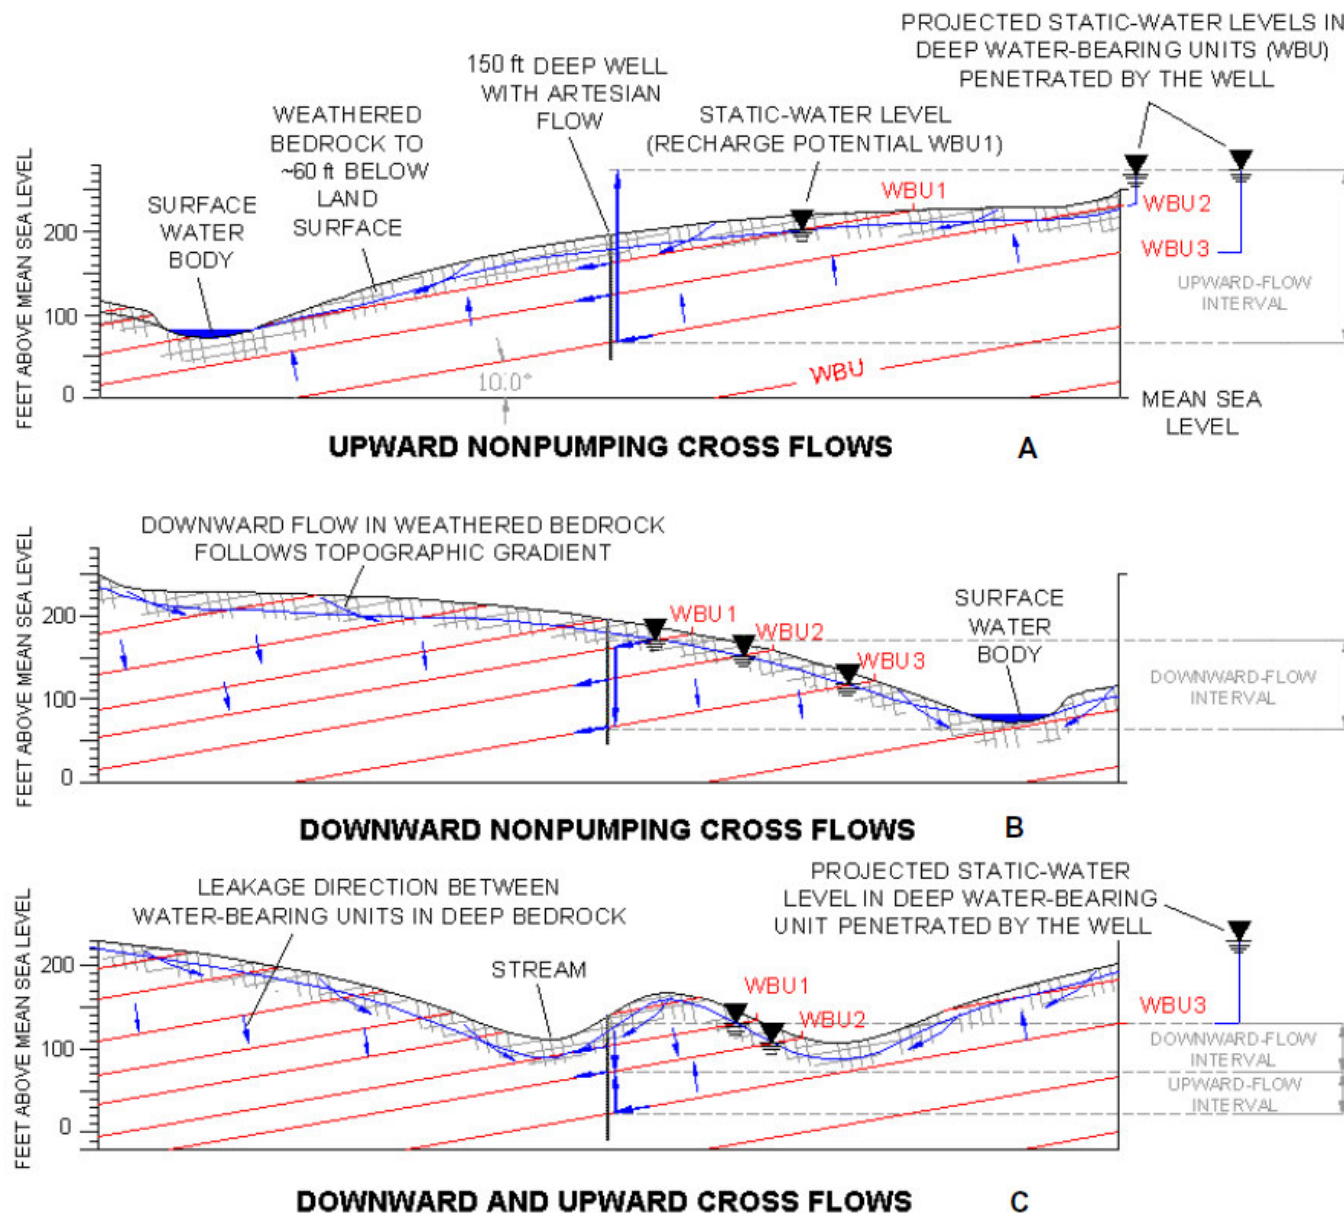 PROJECTED STATIC-WATER LEVELS IN
DEEP WATER-BEARING UNITS (WBU)
PENETRATED BY THE WELL
150 ft DEEP WELL
WITH ARTESIAN
FLOW
WEATHERED
BEDROCK TO
~60 ft BELOW
LAND
SURFACE
STATIC-WATER LEVEL
(RECHARGE POTENTIAL WBU1)
SURFACE
WATER
BODY
FEET ABOVE MEAN SEA LEVEL
200
100
0
WBU1
WBU2
WBU3
UPWARD-FLOW
INTERVAL
WBU
10.0°
MEAN SEA
LEVEL
UPWARD NONPUMPING CROSS FLOWS A
DOWNWARD FLOW IN WEATHERED BEDROCK
FOLLOWS TOPOGRAPHIC GRADIENT
FEET ABOVE MEAN SEA LEVEL
200
100
0
WBU1
WBU2
WBU3
SURFACE
WATER
BODY
DOWNWARD-FLOW
INTERVAL
DOWNWARD NONPUMPING CROSS FLOWS B
LEAKAGE DIRECTION BETWEEN
WATER-BEARING UNITS IN DEEP BEDROCK
PROJECTED STATIC-WATER
LEVEL IN DEEP WATER-BEARING
UNIT PENETRATED BY THE WELL
STREAM
FEET ABOVE MEAN SEA LEVEL
200
100
0
WBU1
WBU2
WBU3
DOWNWARD-FLOW
INTERVAL
UPWARD-FLOW
INTERVAL
DOWNWARD AND UPWARD CROSS FLOWS C